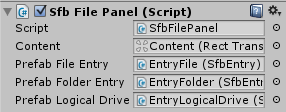 Sfb File Panel (Script)
Script SfbFilePanel
Content Content (Rect Trans
Prefab File Entry EntryFile (SfbEntry)
Prefab Folder Entry EntryFolder (SfbEntr
Prefab Logical Drive EntryLogicalDrive (S